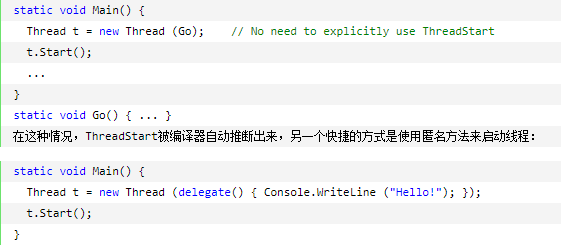 static void Main() {
  Thread t = new Thread (Go);    // No need to explicitly use ThreadStart
  t.Start();
  ...
}
static void Go() { ... }
在这种情况，ThreadStart被编译器自动推断出来，另一个快捷的方式是使用匿名方法来启动线程：
static void Main() {
  Thread t = new Thread (delegate() { Console.WriteLine ("Hello!"); });
  t.Start();
}